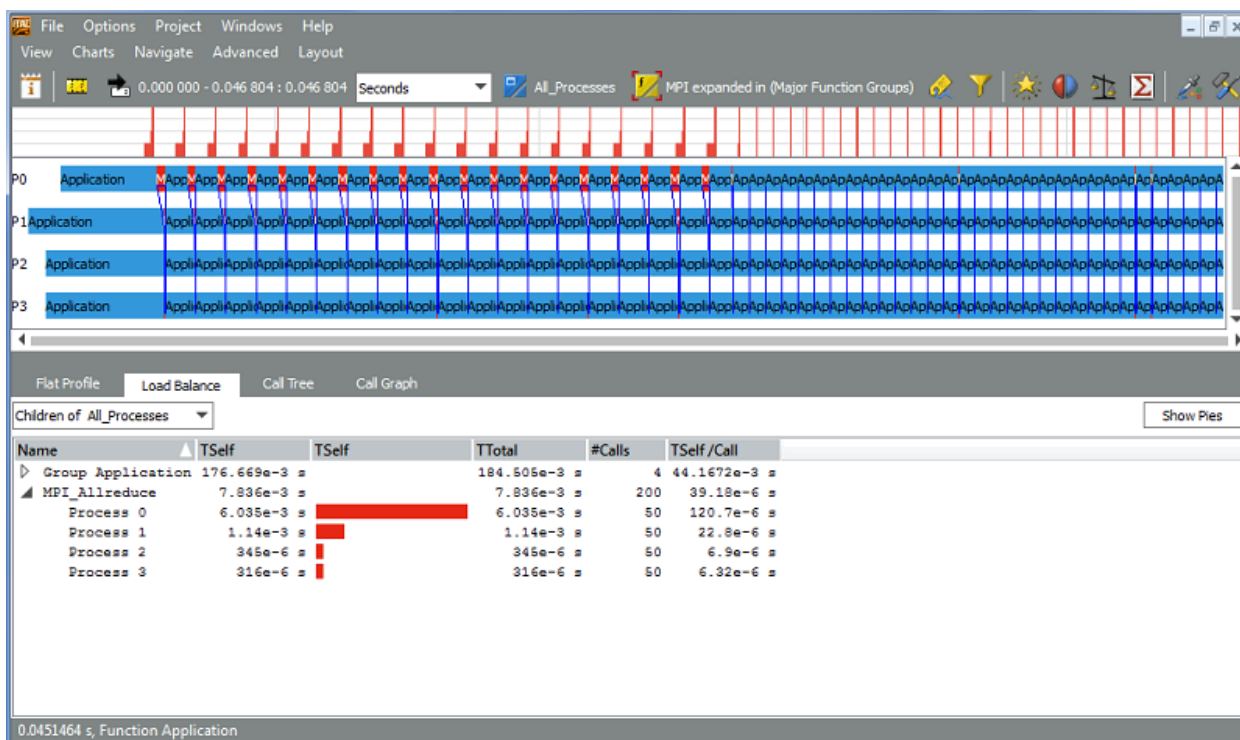 File Options Project Windows Help
View Charts Navigate Advanced Layout
0.000 000 - 0.046 804 : 0.046 804 Seconds All_Processes MPI expanded in (Major Function Groups)
P0 Application
P1 Application
P2 Application
P3 Application
Flat Profile Load Balance Call Tree Call Graph
Children of All_Processes Show Pies
Name TSelf TSelf TTotal #Calls TSelf /Call
Group Application 176.669e-3 s 184.505e-3 s 4 44.1672e-3 s
MPI_Allreduce 7.836e-3 s 7.836e-3 s 200 39.18e-6 s
Process 0 6.035e-3 s 6.035e-3 s 50 120.7e-6 s
Process 1 1.14e-3 s 1.14e-3 s 50 22.8e-6 s
Process 2 345e-6 s 345e-6 s 50 6.9e-6 s
Process 3 316e-6 s 316e-6 s 50 6.32e-6 s
0.0451464 s, Function Application